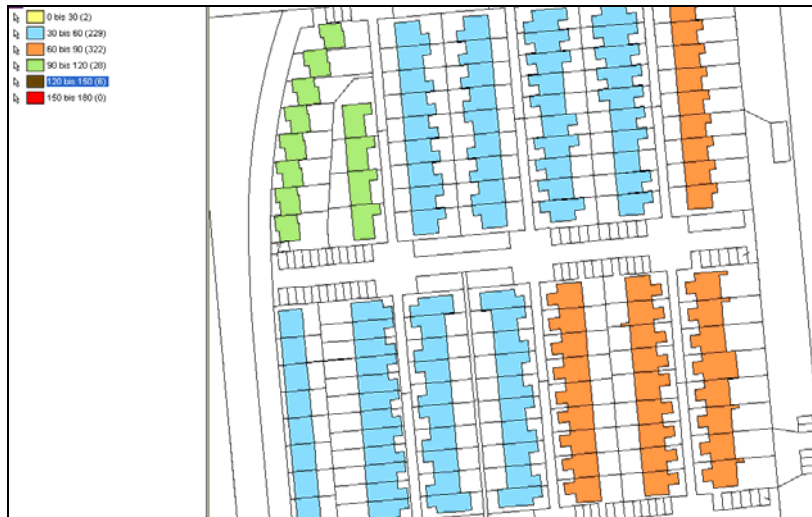 0 bis 30 (2)
30 bis 60 (229)
60 bis 90 (322)
90 bis 120 (28)
120 bis 150 (6)
150 bis 180 (0)